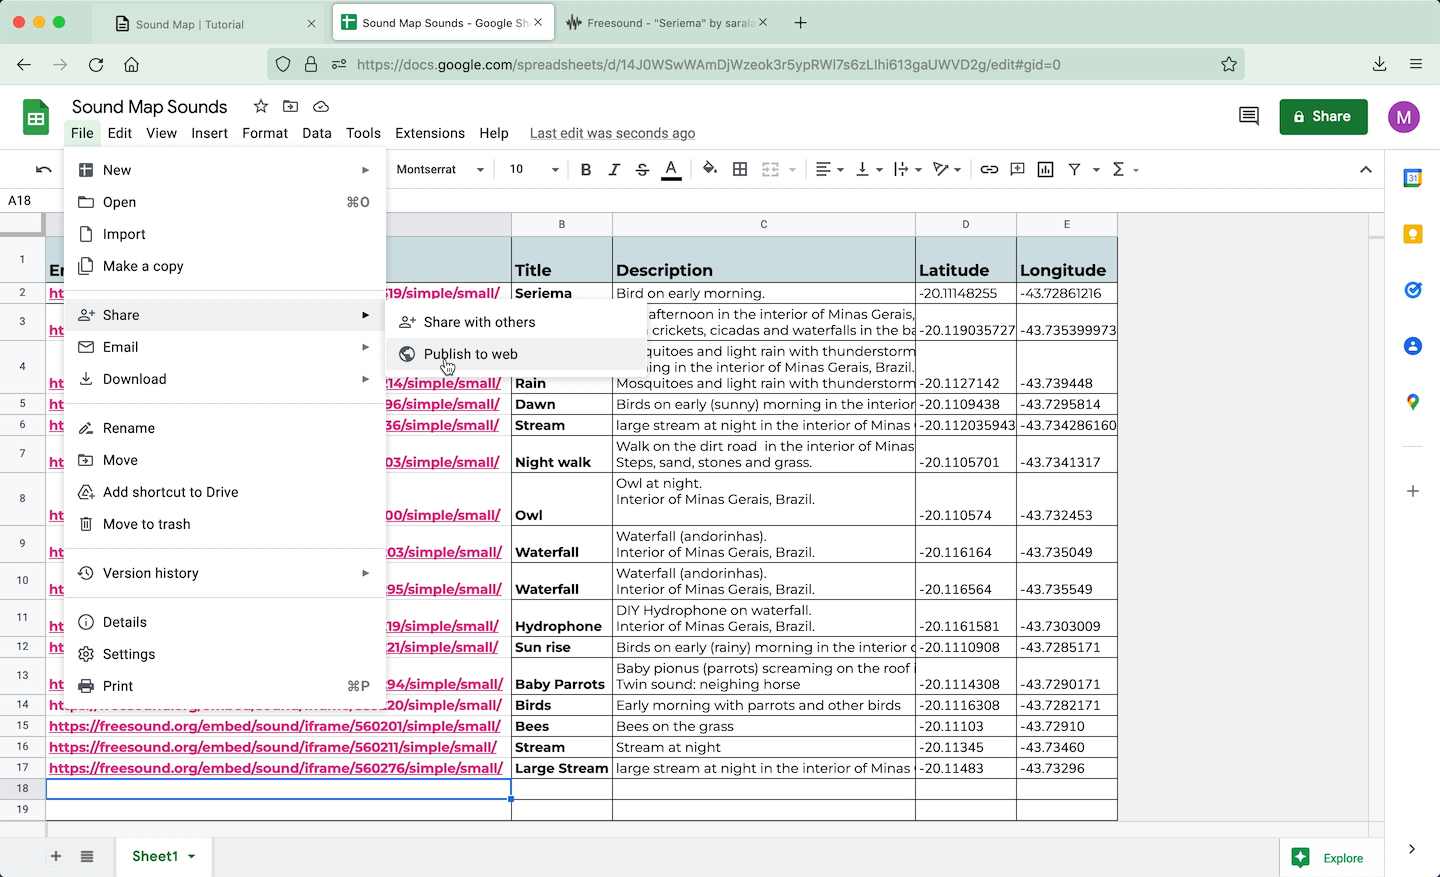 Sound Map | Tutorial
Sound Map Sounds - Google Sh
Freesound - "Seriema" by sarala
https://docs.google.com/spreadsheets/d/14J0WSwWAmDjWzeok3r5ypRWl7s6zLlhi613gaUWVD2g/edit#gid=0
Sound Map Sounds
File Edit View Insert Format Data Tools Extensions Help Last edit was seconds ago
Share
M
Montserrat 10 B I S A
31
A18
New
Open ⌘O
Import
Make a copy
Share
Email
Download
Rename
Move
Add shortcut to Drive
Move to trash
Version history
Details
Settings
Print ⌘P
Share with others
Publish to web
B C D E
1 Title Description Latitude Longitude
2 ht 319/simple/small/ Seriema Bird on early morning. -20.11148255 -43.72861216
afternoon in the interior of Minas Gerais,
3 ht crickets, cicadas and waterfalls in the ba -20.119035727 -43.735399973
quitoes and light rain with thunderstorm
ing in the interior of Minas Gerais, Brazil.
4 ht 214/simple/small/ Rain Mosquitoes and light rain with thunderstorm -20.1127142 -43.739448
5 ht 96/simple/small/ Dawn Birds on early (sunny) morning in the interior -20.1109438 -43.7295814
6 ht 36/simple/small/ Stream large stream at night in the interior of Minas -20.112035943 -43.734286160
Walk on the dirt road in the interior of Minas
7 ht 03/simple/small/ Night walk Steps, sand, stones and grass. -20.1105701 -43.7341317
Owl at night.
Interior of Minas Gerais, Brazil.
8 ht 00/simple/small/ Owl -20.110574 -43.732453
Waterfall (andorinhas).
9 ht 03/simple/small/ Waterfall Interior of Minas Gerais, Brazil. -20.116164 -43.735049
Waterfall (andorinhas).
10 ht 95/simple/small/ Waterfall Interior of Minas Gerais, Brazil. -20.116564 -43.735549
DIY Hydrophone on waterfall.
11 ht 19/simple/small/ Hydrophone Interior of Minas Gerais, Brazil. -20.1161581 -43.7303009
12 ht 21/simple/small/ Sun rise Birds on early (rainy) morning in the interior -20.1110908 -43.7285171
Baby pionus (parrots) screaming on the roof i
13 ht 294/simple/small/ Baby Parrots Twin sound: neighing horse -20.1114308 -43.7290171
14 20/simple/small/ Birds Early morning with parrots and other birds -20.1116308 -43.7282171
15 https://freesound.org/embed/sound/iframe/560201/simple/small/ Bees Bees on the grass -20.11103 -43.72910
16 https://freesound.org/embed/sound/iframe/560211/simple/small/ Stream Stream at night -20.11345 -43.73460
17 https://freesound.org/embed/sound/iframe/560276/simple/small/ Large Stream large stream at night in the interior of Minas -20.11483 -43.73296
18
19
Sheet1
Explore